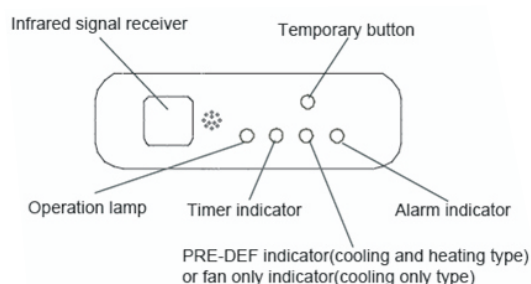 Infrared signal receiver
Temporary button
Operation lamp
Timer indicator
Alarm indicator
PRE-DEF indicator(cooling and heating type)
or fan only indicator(cooling only type)